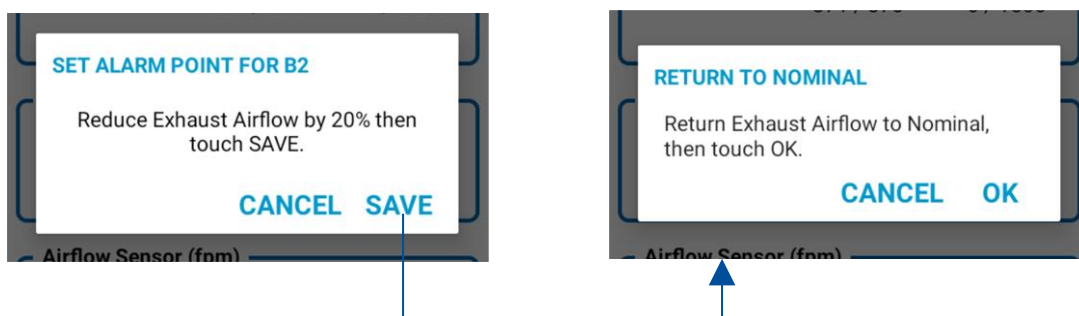 SET ALARM POINT FOR B2
Reduce Exhaust Airflow by 20% then
touch SAVE.
CANCEL SAVE
Airflow Sensor (fpm)
RETURN TO NOMINAL
Return Exhaust Airflow to Nominal,
then touch OK.
CANCEL OK
Airflow Sensor (fpm)